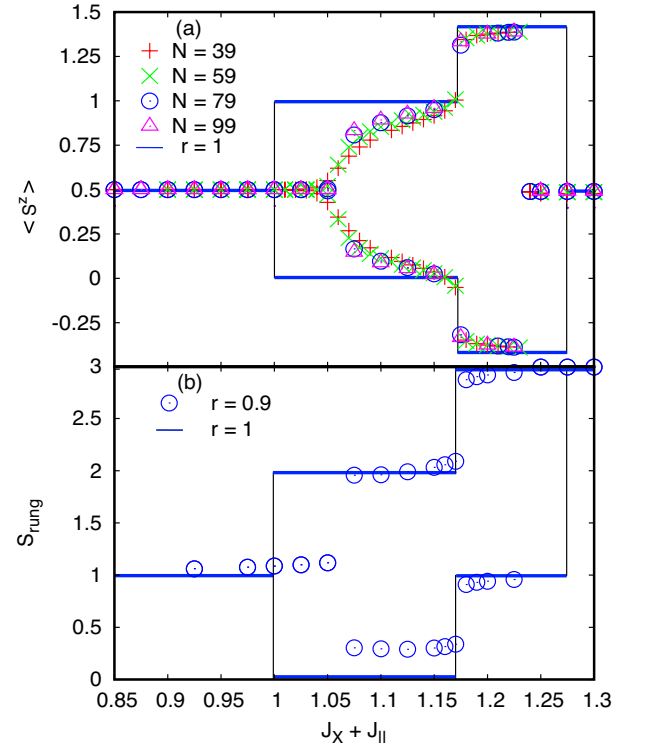 1.5
(a)
N = 39
N = 59
N = 79
N = 99
r = 1
1.25
1
0.75
0.5
0.25
0
-0.25
< S^z >
3
(b)
r = 0.9
r = 1
2.5
2
1.5
1
0.5
0
S_rung
0.85 0.9 0.95 1 1.05 1.1 1.15 1.2 1.25 1.3
J_X + J_||